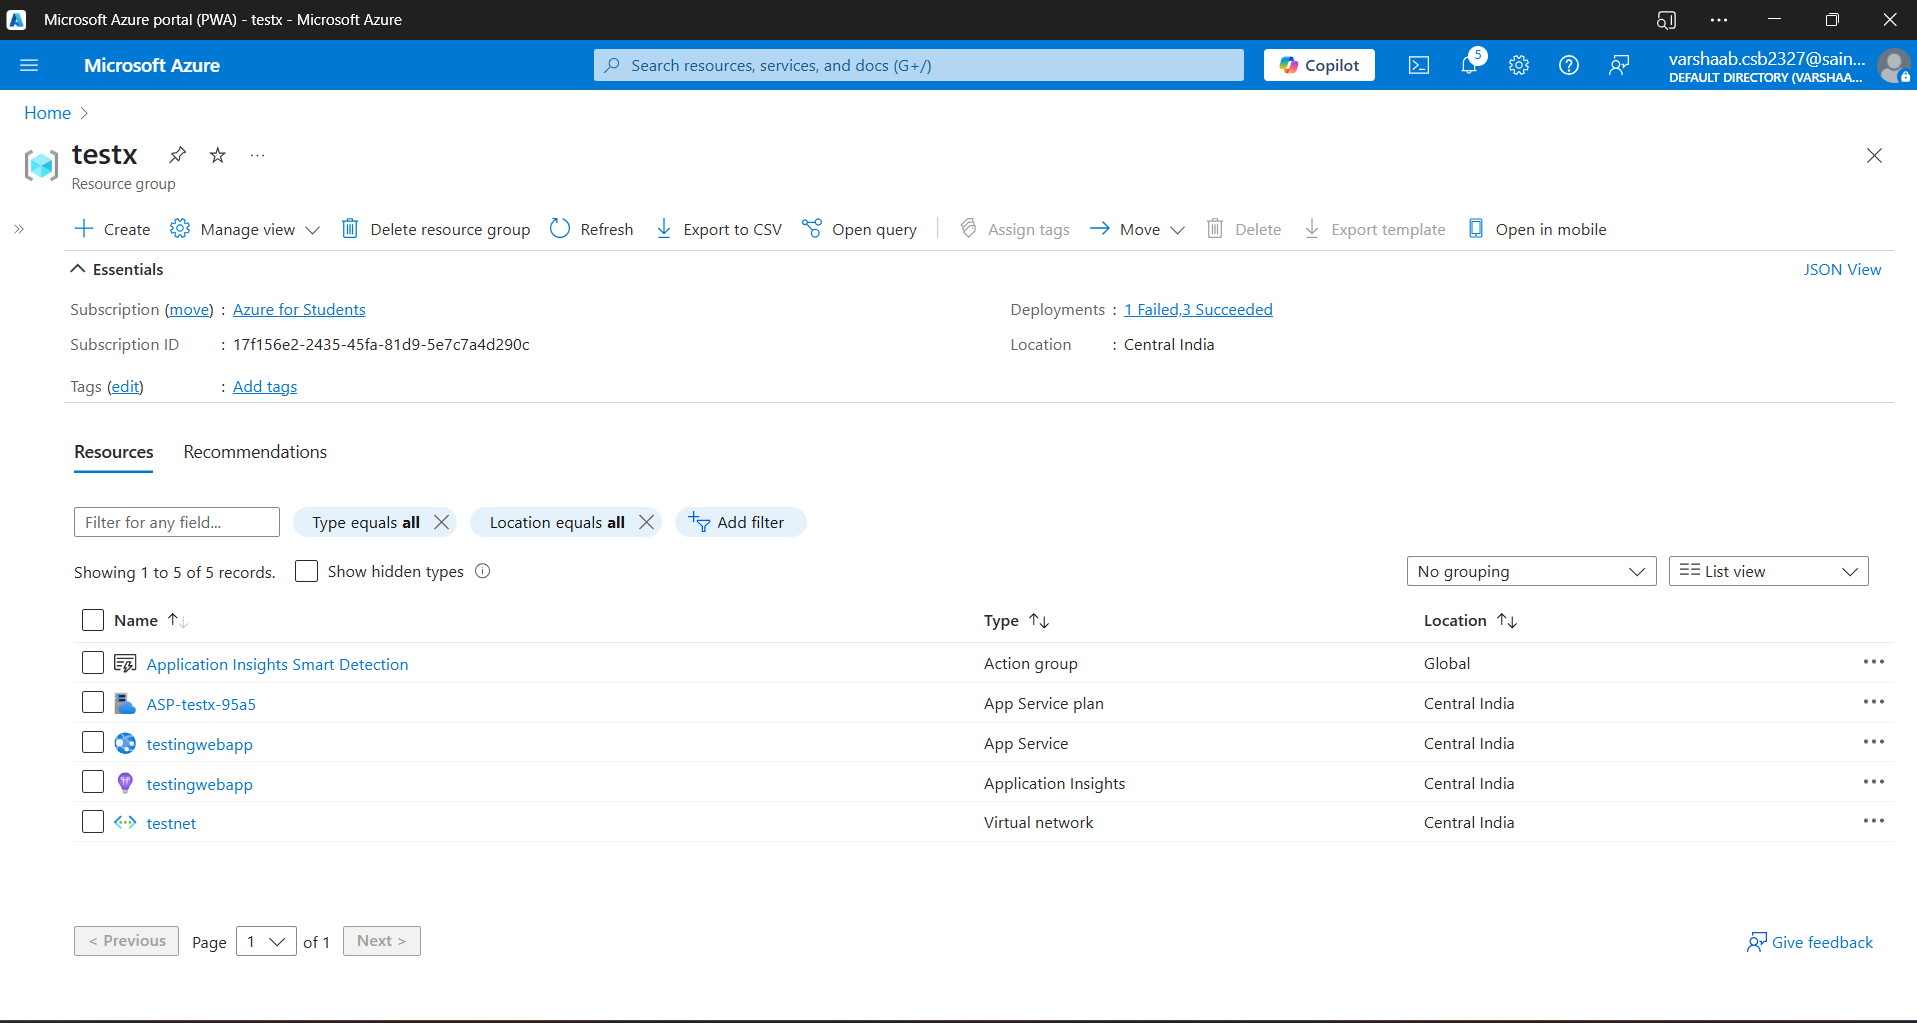 Microsoft Azure portal (PWA) - testx - Microsoft Azure
Microsoft Azure
Search resources, services, and docs (G+/)
Copilot
5
varshaab.csb2327@sain...
DEFAULT DIRECTORY (VARSHAA...
Home
testx
Resource group
Create
Manage view
Delete resource group
Refresh
Export to CSV
Open query
Assign tags
Move
Delete
Export template
Open in mobile
Essentials
JSON View
Subscription (move) : Azure for Students
Deployments : 1 Failed,3 Succeeded
Subscription ID : 17f156e2-2435-45fa-81d9-5e7c7a4d290c
Location : Central India
Tags (edit) : Add tags
Resources Recommendations
Filter for any field...
Type equals all
Location equals all
Add filter
Showing 1 to 5 of 5 records.
Show hidden types
No grouping
List view
Name Type Location
Application Insights Smart Detection Action group Global
ASP-testx-95a5 App Service plan Central India
testingwebapp App Service Central India
testingwebapp Application Insights Central India
testnet Virtual network Central India
< Previous Page 1 of 1 Next >
Give feedback